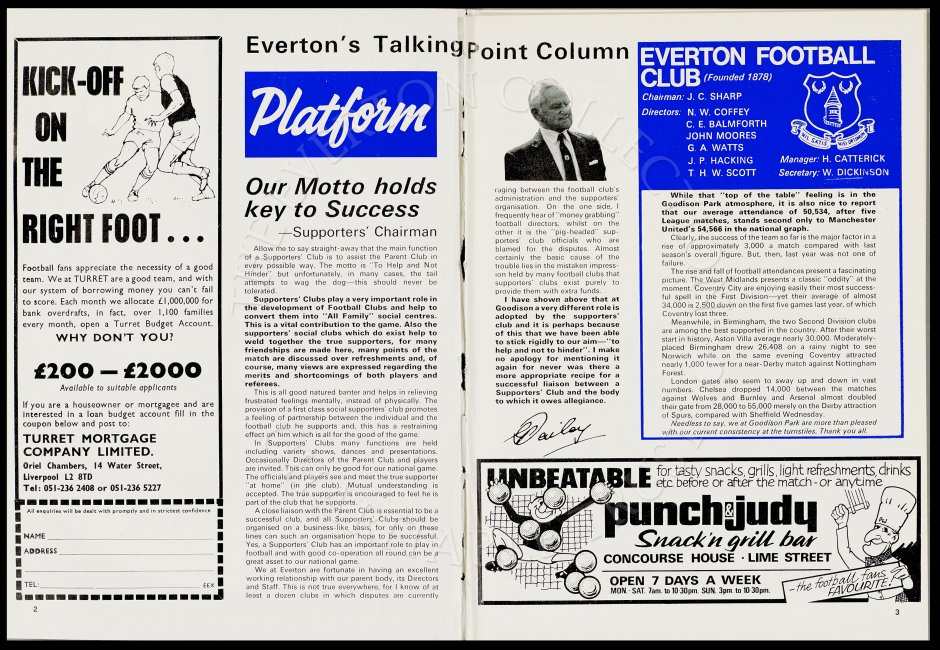 KICK-OFF
ON
THE
RIGHT FOOT . . .
Football fans appreciate the necessity of a good
team. We at TURRET are a good team, and with
our system of borrowing money you can't fail
to score. Each month we allocate £1,000,000 for
bank overdrafts, in fact, over 1,100 families
every month, open a Turret Budget Account.
WHY DON'T YOU?
£200 — £2000
Available to suitable applicants
If you are a houseowner or mortgagee and are
interested in a loan budget account fill in the
coupon below and post to:
TURRET MORTGAGE
COMPANY LIMITED.
Oriel Chambers, 14 Water Street,
Liverpool L2 8TD
Tel: 051-236 2408 or 051-236 5227
All enquiries will be dealt with promptly and in strictest confidence
NAME
ADDRESS
TEL: EEX
2
Everton's Talking Point Column
Platform
Our Motto holds
key to Success
—Supporters' Chairman
Allow me to say straight-away that the main function
of a Supporters' Club is to assist the Parent Club in
every possible way. The motto is "To Help and Not
Hinder" but unfortunately, in many cases, the tail
attempts to wag the dog—this should never be
tolerated.
Supporters' Clubs play a very important role in
the development of Football Clubs and help to
convert them into "All Family" social centres.
This is a vital contribution to the game. Also the
supporters' social clubs which do exist help to
weld together the true supporters, for many
friendships are made here, many points of the
match are discussed over refreshments and, of
course, many views are expressed regarding the
merits and shortcomings of both players and
referees.
This is all good natured banter and helps in relieving
frustrated feelings mentally, instead of physically. The
provision of a first class social supporters' club promotes
a feeling of partnership between the individual and the
football club he supports and, this has a restraining
effect on him which is all for the good of the game.
In Supporters' Clubs many functions are held
including variety shows, dances and presentations.
Occasionally Directors of the Parent Club and players
are invited. This can only be good for our national game.
The officials and players see and meet the true supporter
"at home" (in the club). Mutual understanding is
accepted. The true supporter is encouraged to feel he is
part of the club that he supports.
A close liaison with the Parent Club is essential to be a
successful club, and all Supporters' Clubs should be
organised on a business-like basis, for only on these
lines can such an organisation hope to be successful.
Yes, a Supporters' Club has an important role to play in
football and with good co-operation all round can be a
great asset to our national game.
We at Everton are fortunate in having an excellent
working relationship with our parent body, its Directors
and Staff. This is not true everywhere, for I know of at
least a dozen clubs in which disputes are currently
raging between the football club's
administration and the supporters'
organisation. On the one side, I
frequently hear of "money grabbing"
football directors, whilst on the
other it is the "pig-headed" sup-
porters' club officials who are
blamed for the disputes. Almost
certainly the basic cause of the
trouble lies in the mistaken impress-
ion held by many football clubs that
supporters' clubs exist purely to
provide them with extra funds.
I have shown above that at
Goodison a very different role is
adopted by the supporters'
club and it is perhaps because
of this that we have been able
to stick rigidly to our aim—"to
help and not to hinder". I make
no apology for mentioning it
again for never was there a
more appropriate recipe for a
successful liaison between a
Supporters' Club and the body
to which it owes allegiance.
EVERTON FOOTBALL
CLUB (Founded 1878)
Chairman: J. C. SHARP
Directors: N. W. COFFEY
C. E. BALMFORTH
JOHN MOORES
G. A. WATTS
J. P. HACKING
T. H. W. SCOTT
NIL SATIS NISI OPTIMUM
Manager: H. CATTERICK
Secretary: W. DICKINSON
While that "top of the table" feeling is in the
Goodison Park atmosphere, it is also nice to report
that our average attendance of 50,534, after five
League matches, stands second only to Manchester
United's 54,566 in the national graph.
Clearly, the success of the team so far is the major factor in a
rise of approximately 3,000 a match compared with last
season's overall figure. But, then, last year was not one of
failure.
The rise and fall of football attendances present a fascinating
picture. The West Midlands presents a classic "oddity" at the
moment. Coventry City are enjoying easily their most success-
ful spell in the First Division—yet their average of almost
34,000 is 2,500 down on the first five games last year, of which
Coventry lost three.
Meanwhile, in Birmingham, the two Second Division clubs
are among the best supported in the country. After their worst
start in history, Aston Villa average nearly 30,000. Moderately-
placed Birmingham drew 26,408 on a rainy night to see
Norwich while on the same evening Coventry attracted
nearly 1,000 fewer for a near-Derby match against Nottingham
Forest.
London gates also seem to sway up and down in vast
numbers. Chelsea dropped 14,000 between the matches
against Wolves and Burnley and Arsenal almost doubled
their gate from 28,000 to 55,000 merely on the Derby attraction
of Spurs, compared with Sheffield Wednesday.
Needless to say, we at Goodison Park are more than pleased
with our current consistency at the turnstiles. Thank you all.
UNBEATABLE for tasty snacks, grills, light refreshments, drinks
etc. before or after the match - or anytime
punch & judy
Snack'n grill bar
CONCOURSE HOUSE · LIME STREET
OPEN 7 DAYS A WEEK
MON - SAT. 7am. to 10·30pm. SUN. 3pm. to 10·30pm.
- the football fans
FAVOURITE!
3